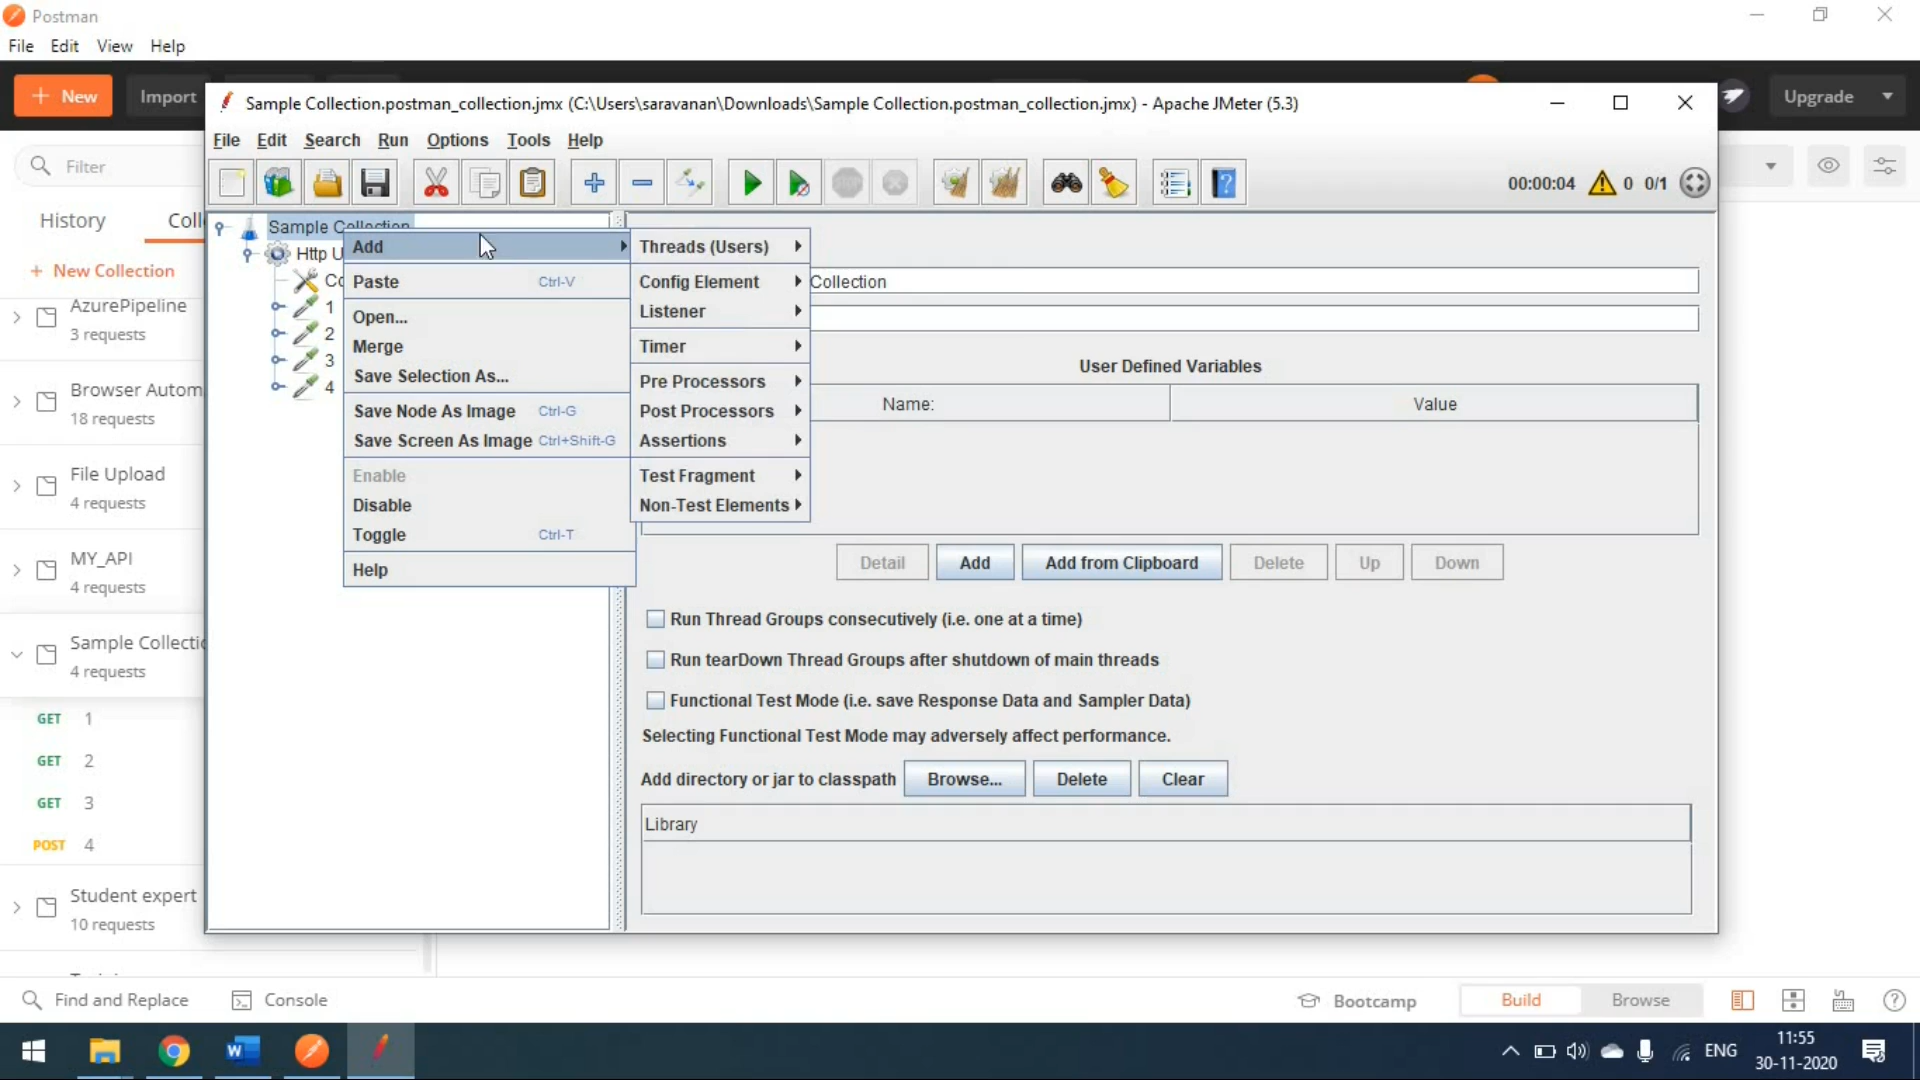 Postman
File Edit View Help
New Import Upgrade
Sample Collection.postman_collection.jmx (C:\Users\saravanan\Downloads\Sample Collection.postman_collection.jmx) - Apache JMeter (5.3)
File Edit Search Run Options Tools Help
00:00:04 0 0/1
Filter
History
New Collection
AzurePipeline
3 requests
Browser Autom
18 requests
File Upload
4 requests
MY_API
4 requests
Sample Collectio
4 requests
GET 1
GET 2
GET 3
POST 4
Student expert
10 requests
Sample Collection
Http U
1
2
3
4
Add
Paste Ctrl-V
Open...
Merge
Save Selection As...
Save Node As Image Ctrl-G
Save Screen As Image Ctrl+Shift-G
Enable
Disable
Toggle Ctrl-T
Help
Threads (Users)
Config Element
Listener
Timer
Pre Processors
Post Processors
Assertions
Test Fragment
Non-Test Elements
Collection
User Defined Variables
Name: Value
Detail Add Add from Clipboard Delete Up Down
Run Thread Groups consecutively (i.e. one at a time)
Run tearDown Thread Groups after shutdown of main threads
Functional Test Mode (i.e. save Response Data and Sampler Data)
Selecting Functional Test Mode may adversely affect performance.
Add directory or jar to classpath Browse... Delete Clear
Library
Find and Replace Console Bootcamp Build Browse
ENG
11:55
30-11-2020